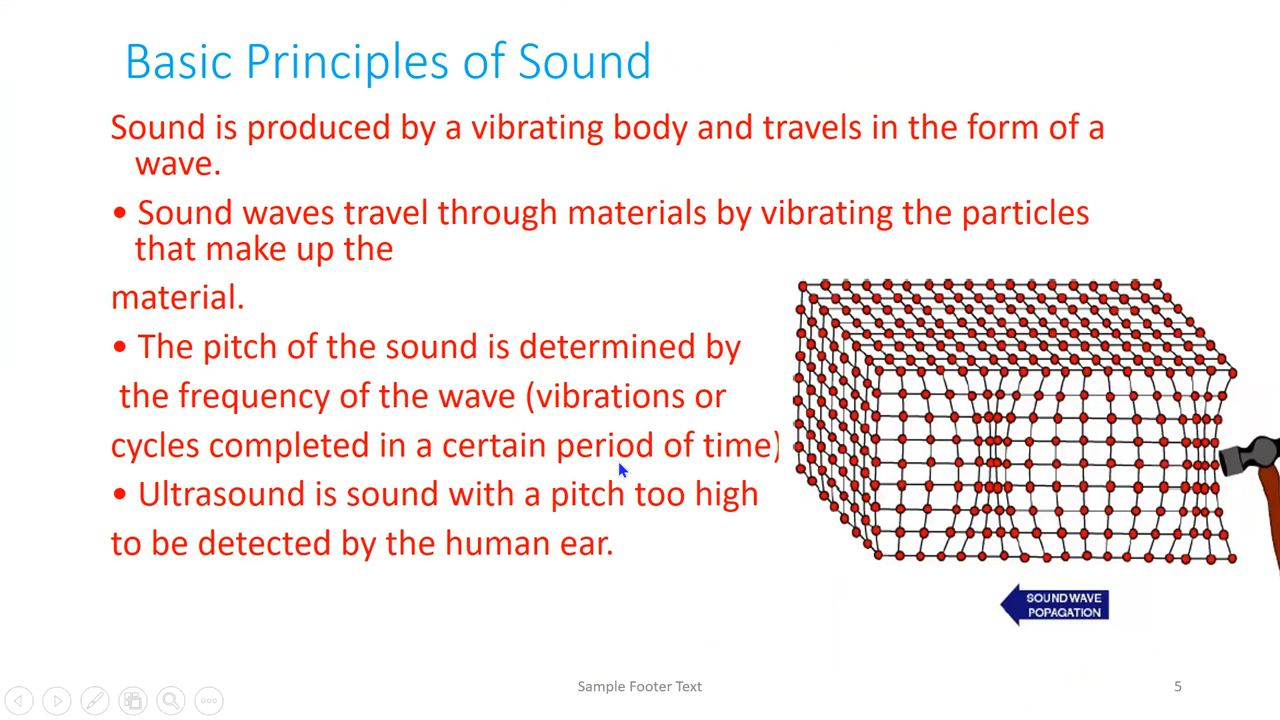 Basic Principles of Sound
Sound is produced by a vibrating body and travels in the form of a
wave.
• Sound waves travel through materials by vibrating the particles
that make up the
material.
• The pitch of the sound is determined by
the frequency of the wave (vibrations or
cycles completed in a certain period of time)
• Ultrasound is sound with a pitch too high
to be detected by the human ear.
SOUND WAVE
POPAGATION
Sample Footer Text
5